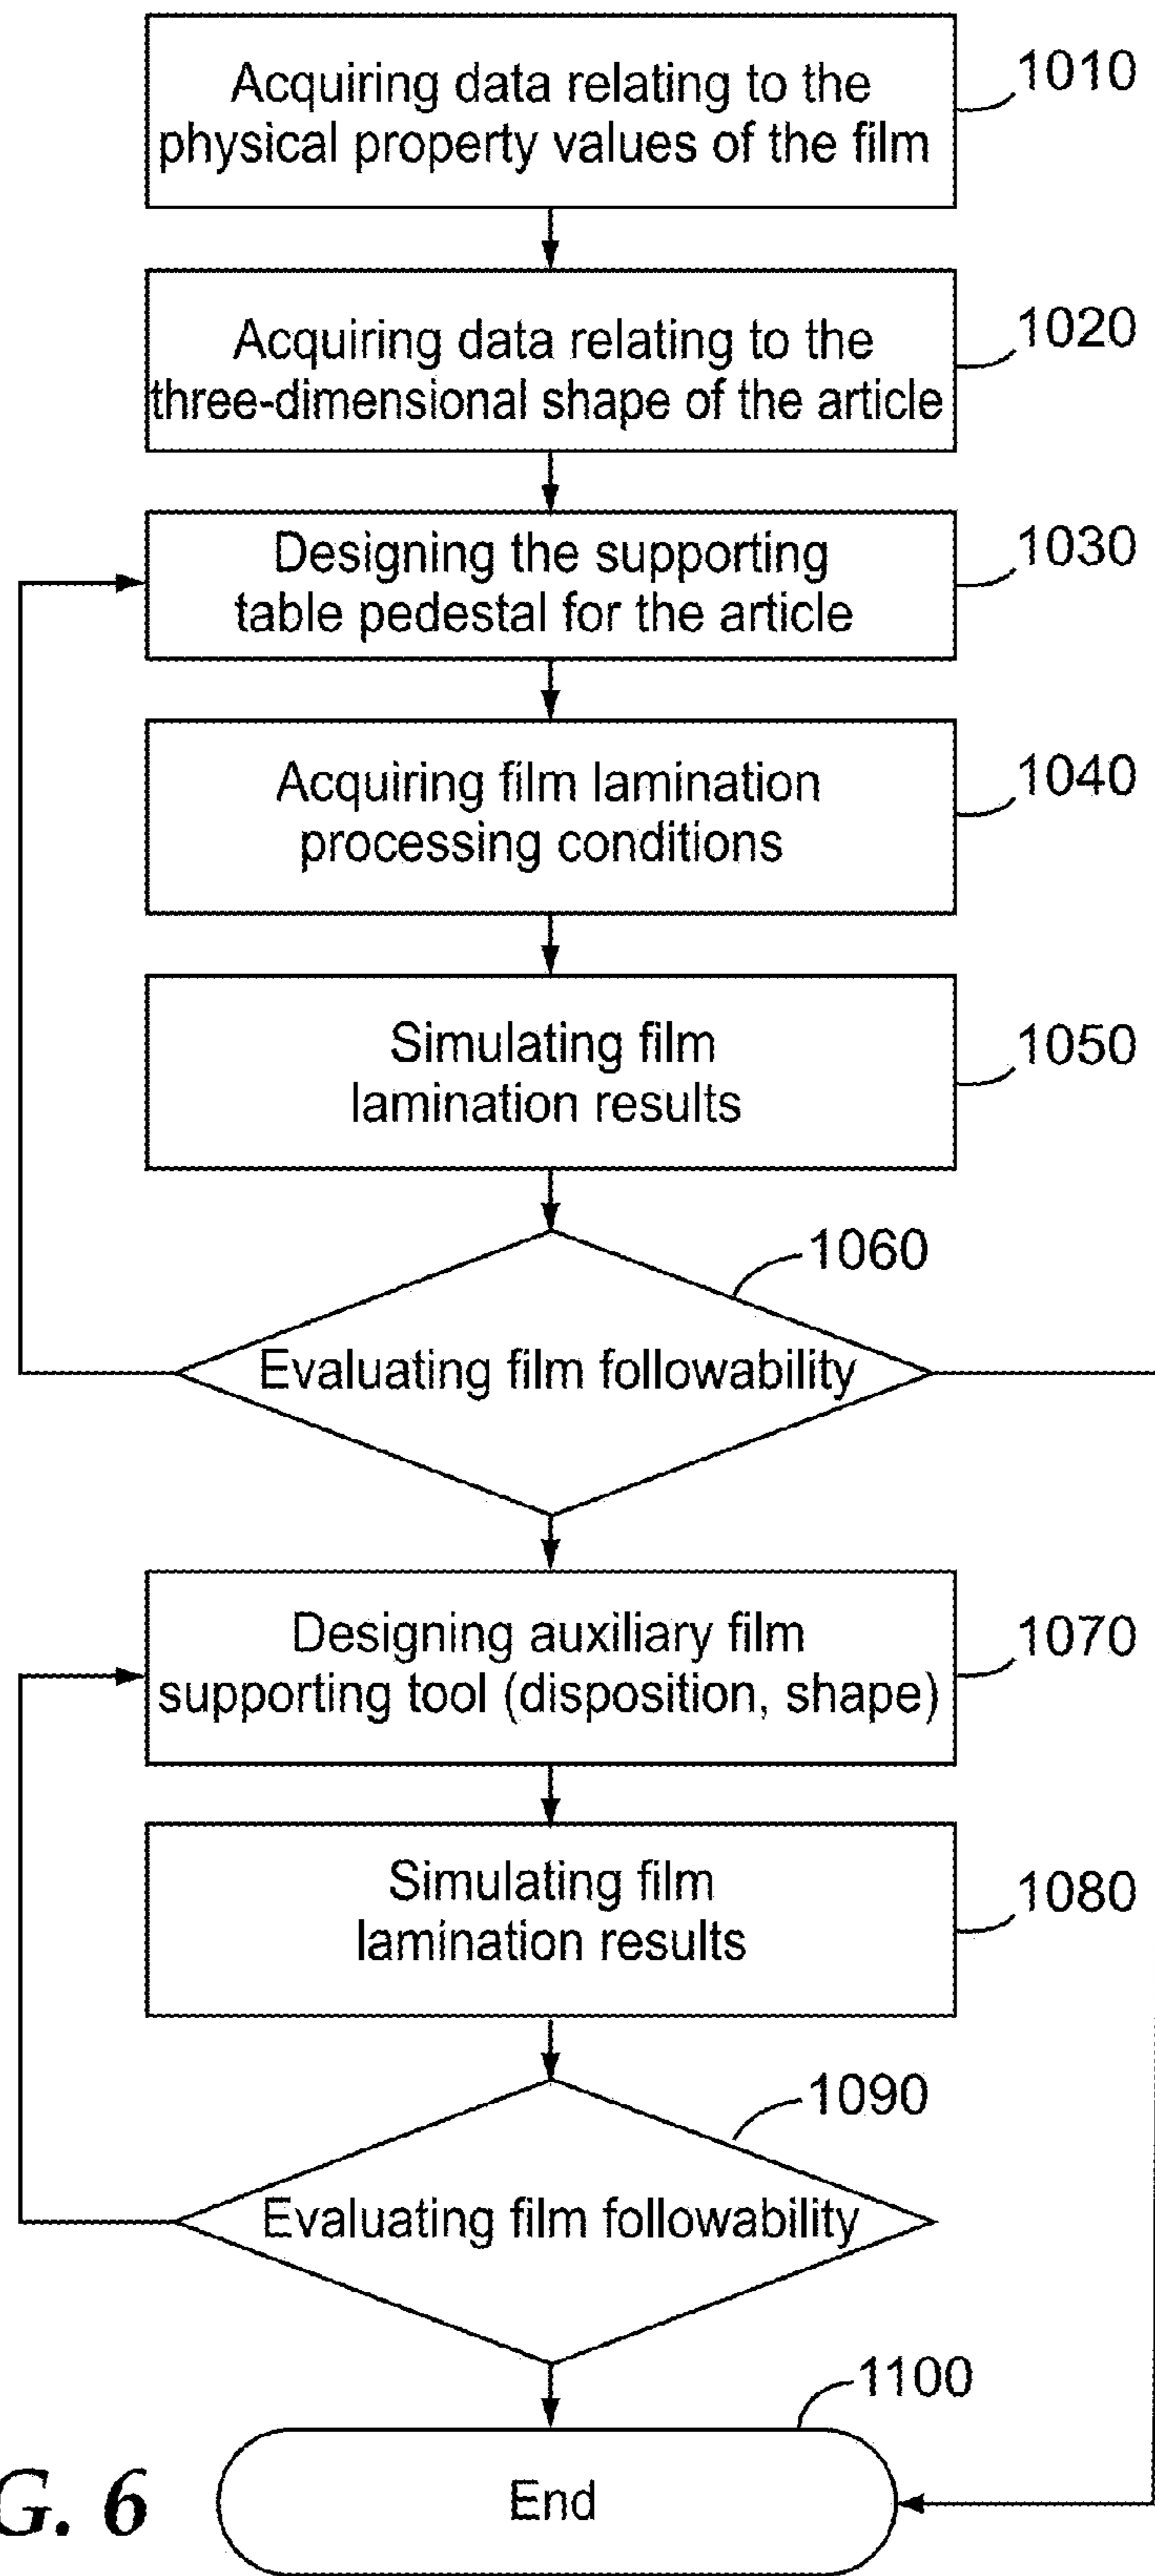 Acquiring data relating to the
physical property values of the film
1010
Acquiring data relating to the
three-dimensional shape of the article
1020
Designing the supporting
table pedestal for the article
1030
Acquiring film lamination
processing conditions
1040
Simulating film
lamination results
1050
1060
Evaluating film followability
Designing auxiliary film
supporting tool (disposition, shape)
1070
Simulating film
lamination results
1080
1090
Evaluating film followability
1100
End
G. 6